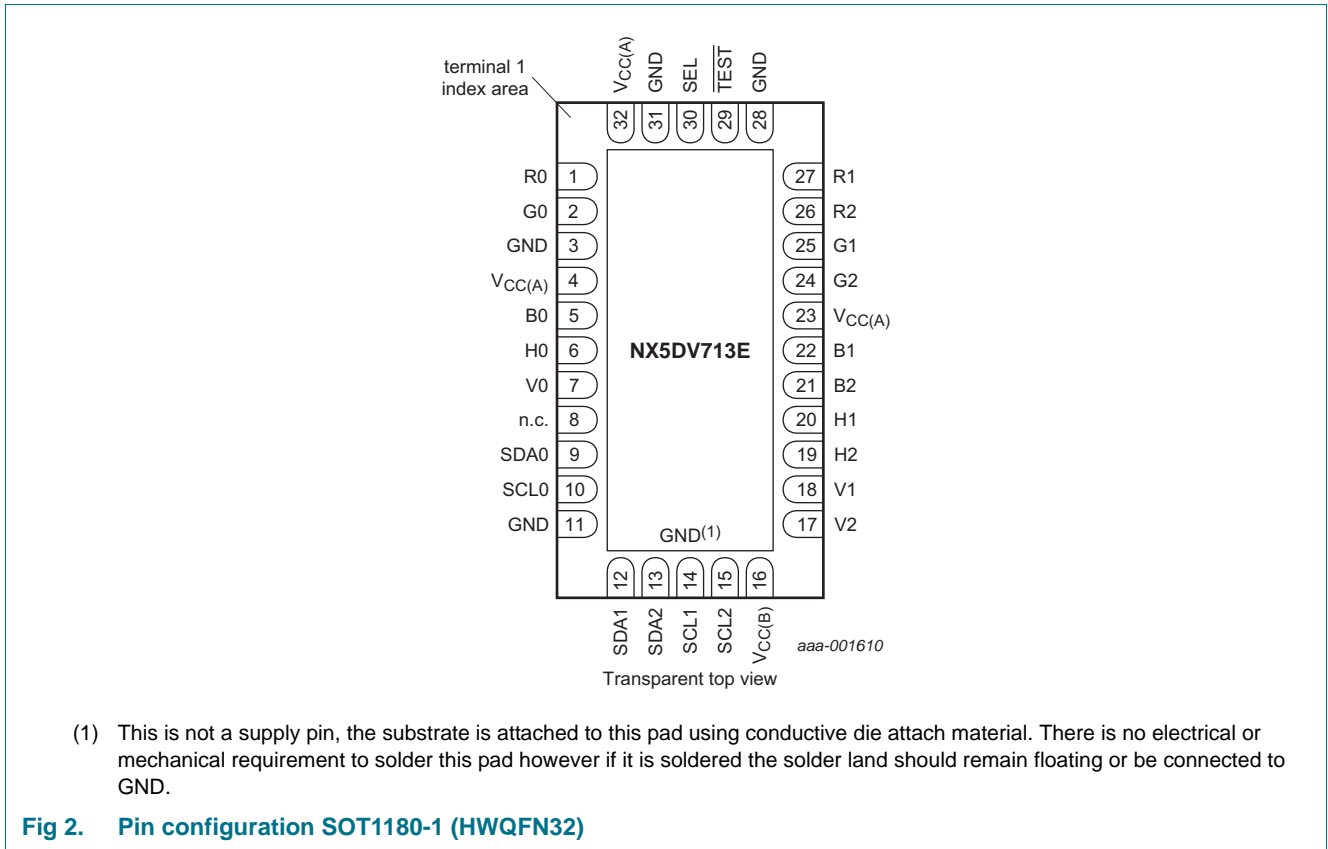 terminal 1
index area
VCC(A)
GND
SEL
TEST
GND
32
31
30
29
28
R0 1
27 R1
G0 2
26 R2
GND 3
25 G1
VCC(A) 4
24 G2
B0 5
23 VCC(A)
H0 6
NX5DV713E
22 B1
V0 7
21 B2
n.c. 8
20 H1
SDA0 9
19 H2
SCL0 10
18 V1
GND 11
17 V2
GND(1)
12
13
14
15
16
SDA1
SDA2
SCL1
SCL2
VCC(B)
aaa-001610
Transparent top view
(1) This is not a supply pin, the substrate is attached to this pad using conductive die attach material. There is no electrical or
mechanical requirement to solder this pad however if it is soldered the solder land should remain floating or be connected to
GND.
Fig 2. Pin configuration SOT1180-1 (HWQFN32)